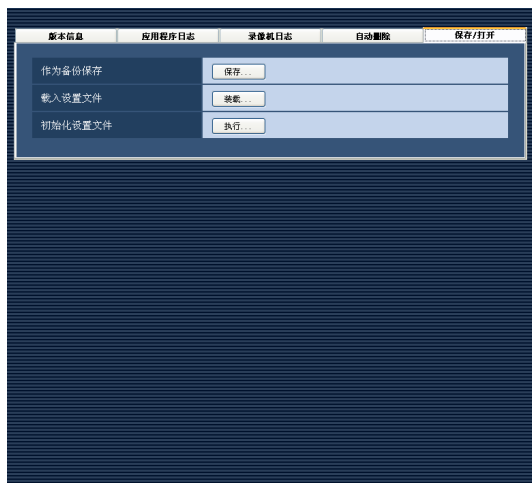 版本信息 应用程序日志 录像机日志 自动删除 保存/打开
作为备份保存 保存...
载入设置文件 装载...
初始化设置文件 执行...